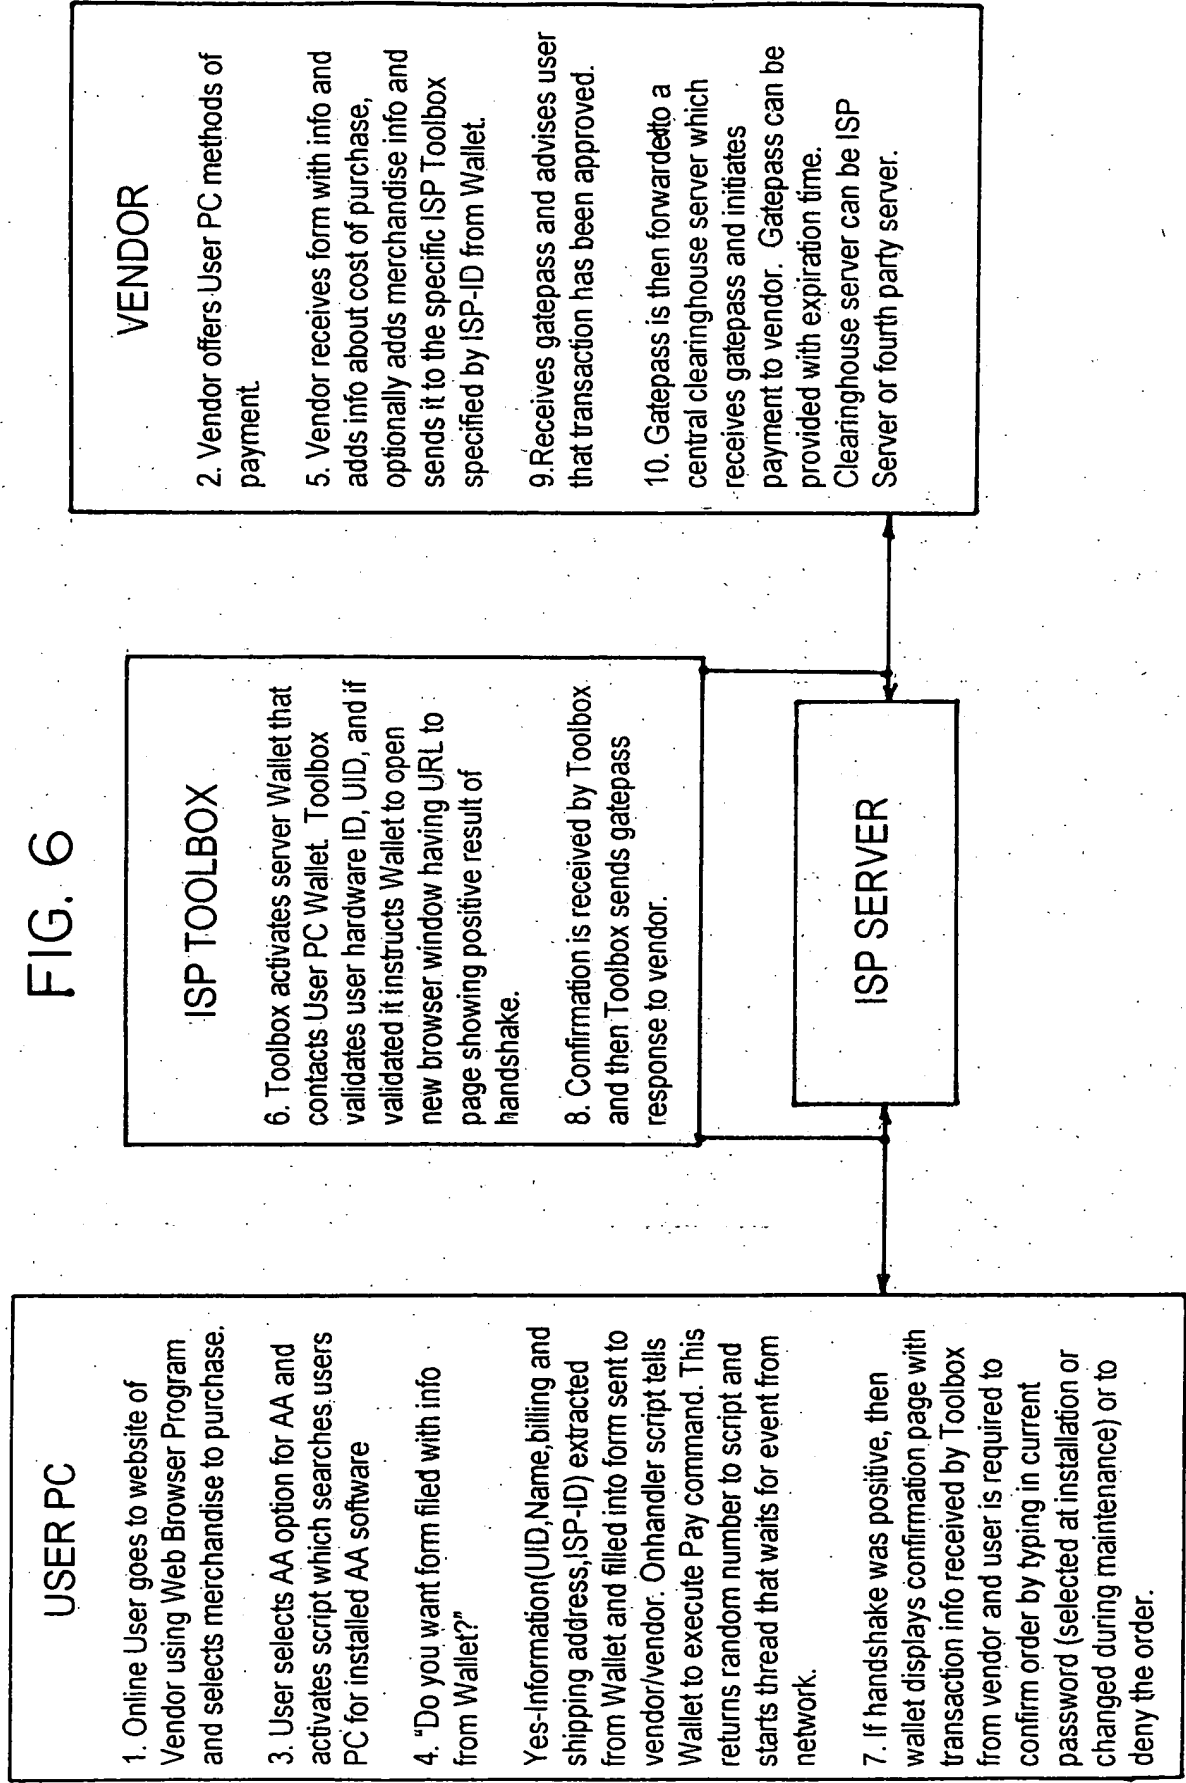 FIG. 6
USER PC
1. Online User goes to website of
Vendor using Web Browser Program
and selects merchandise to purchase.
3. User selects AA option for AA and
activates script which searches users
PC for installed AA software
4. "Do you want form filed with info
from Wallet?"
Yes-Information(UID,Name,billing and
shipping address,ISP-ID) extracted
from Wallet and filled into form sent to
vendor/vendor. Onhandler script tells
Wallet to execute Pay command. This
returns random number to script and
starts thread that waits for event from
network.
7. If handshake was positive, then
wallet displays confirmation page with
transaction info received by Toolbox
from vendor and user is required to
confirm order by typing in current
password (selected at installation or
changed during maintenance) or to
deny the order.
ISP TOOLBOX
6. Toolbox activates server Wallet that
contacts User PC Wallet. Toolbox
validates user hardware ID, UID, and if
validated it instructs Wallet to open
new browser window having URL to
page showing positive result of
handshake.
8. Confirmation is received by Toolbox
and then Toolbox sends gatepass
response to vendor.
ISP SERVER
VENDOR
2. Vendor offers User PC methods of
payment.
5. Vendor receives form with info and
adds info about cost of purchase,
optionally adds merchandise info and
sends it to the specific ISP Toolbox
specified by ISP-ID from Wallet.
9.Receives gatepass and advises user
that transaction has been approved.
10. Gatepass is then forwarded to a
central clearinghouse server which
receives gatepass and initiates
payment to vendor. Gatepass can be
provided with expiration time.
Clearinghouse server can be ISP
Server or fourth party server.